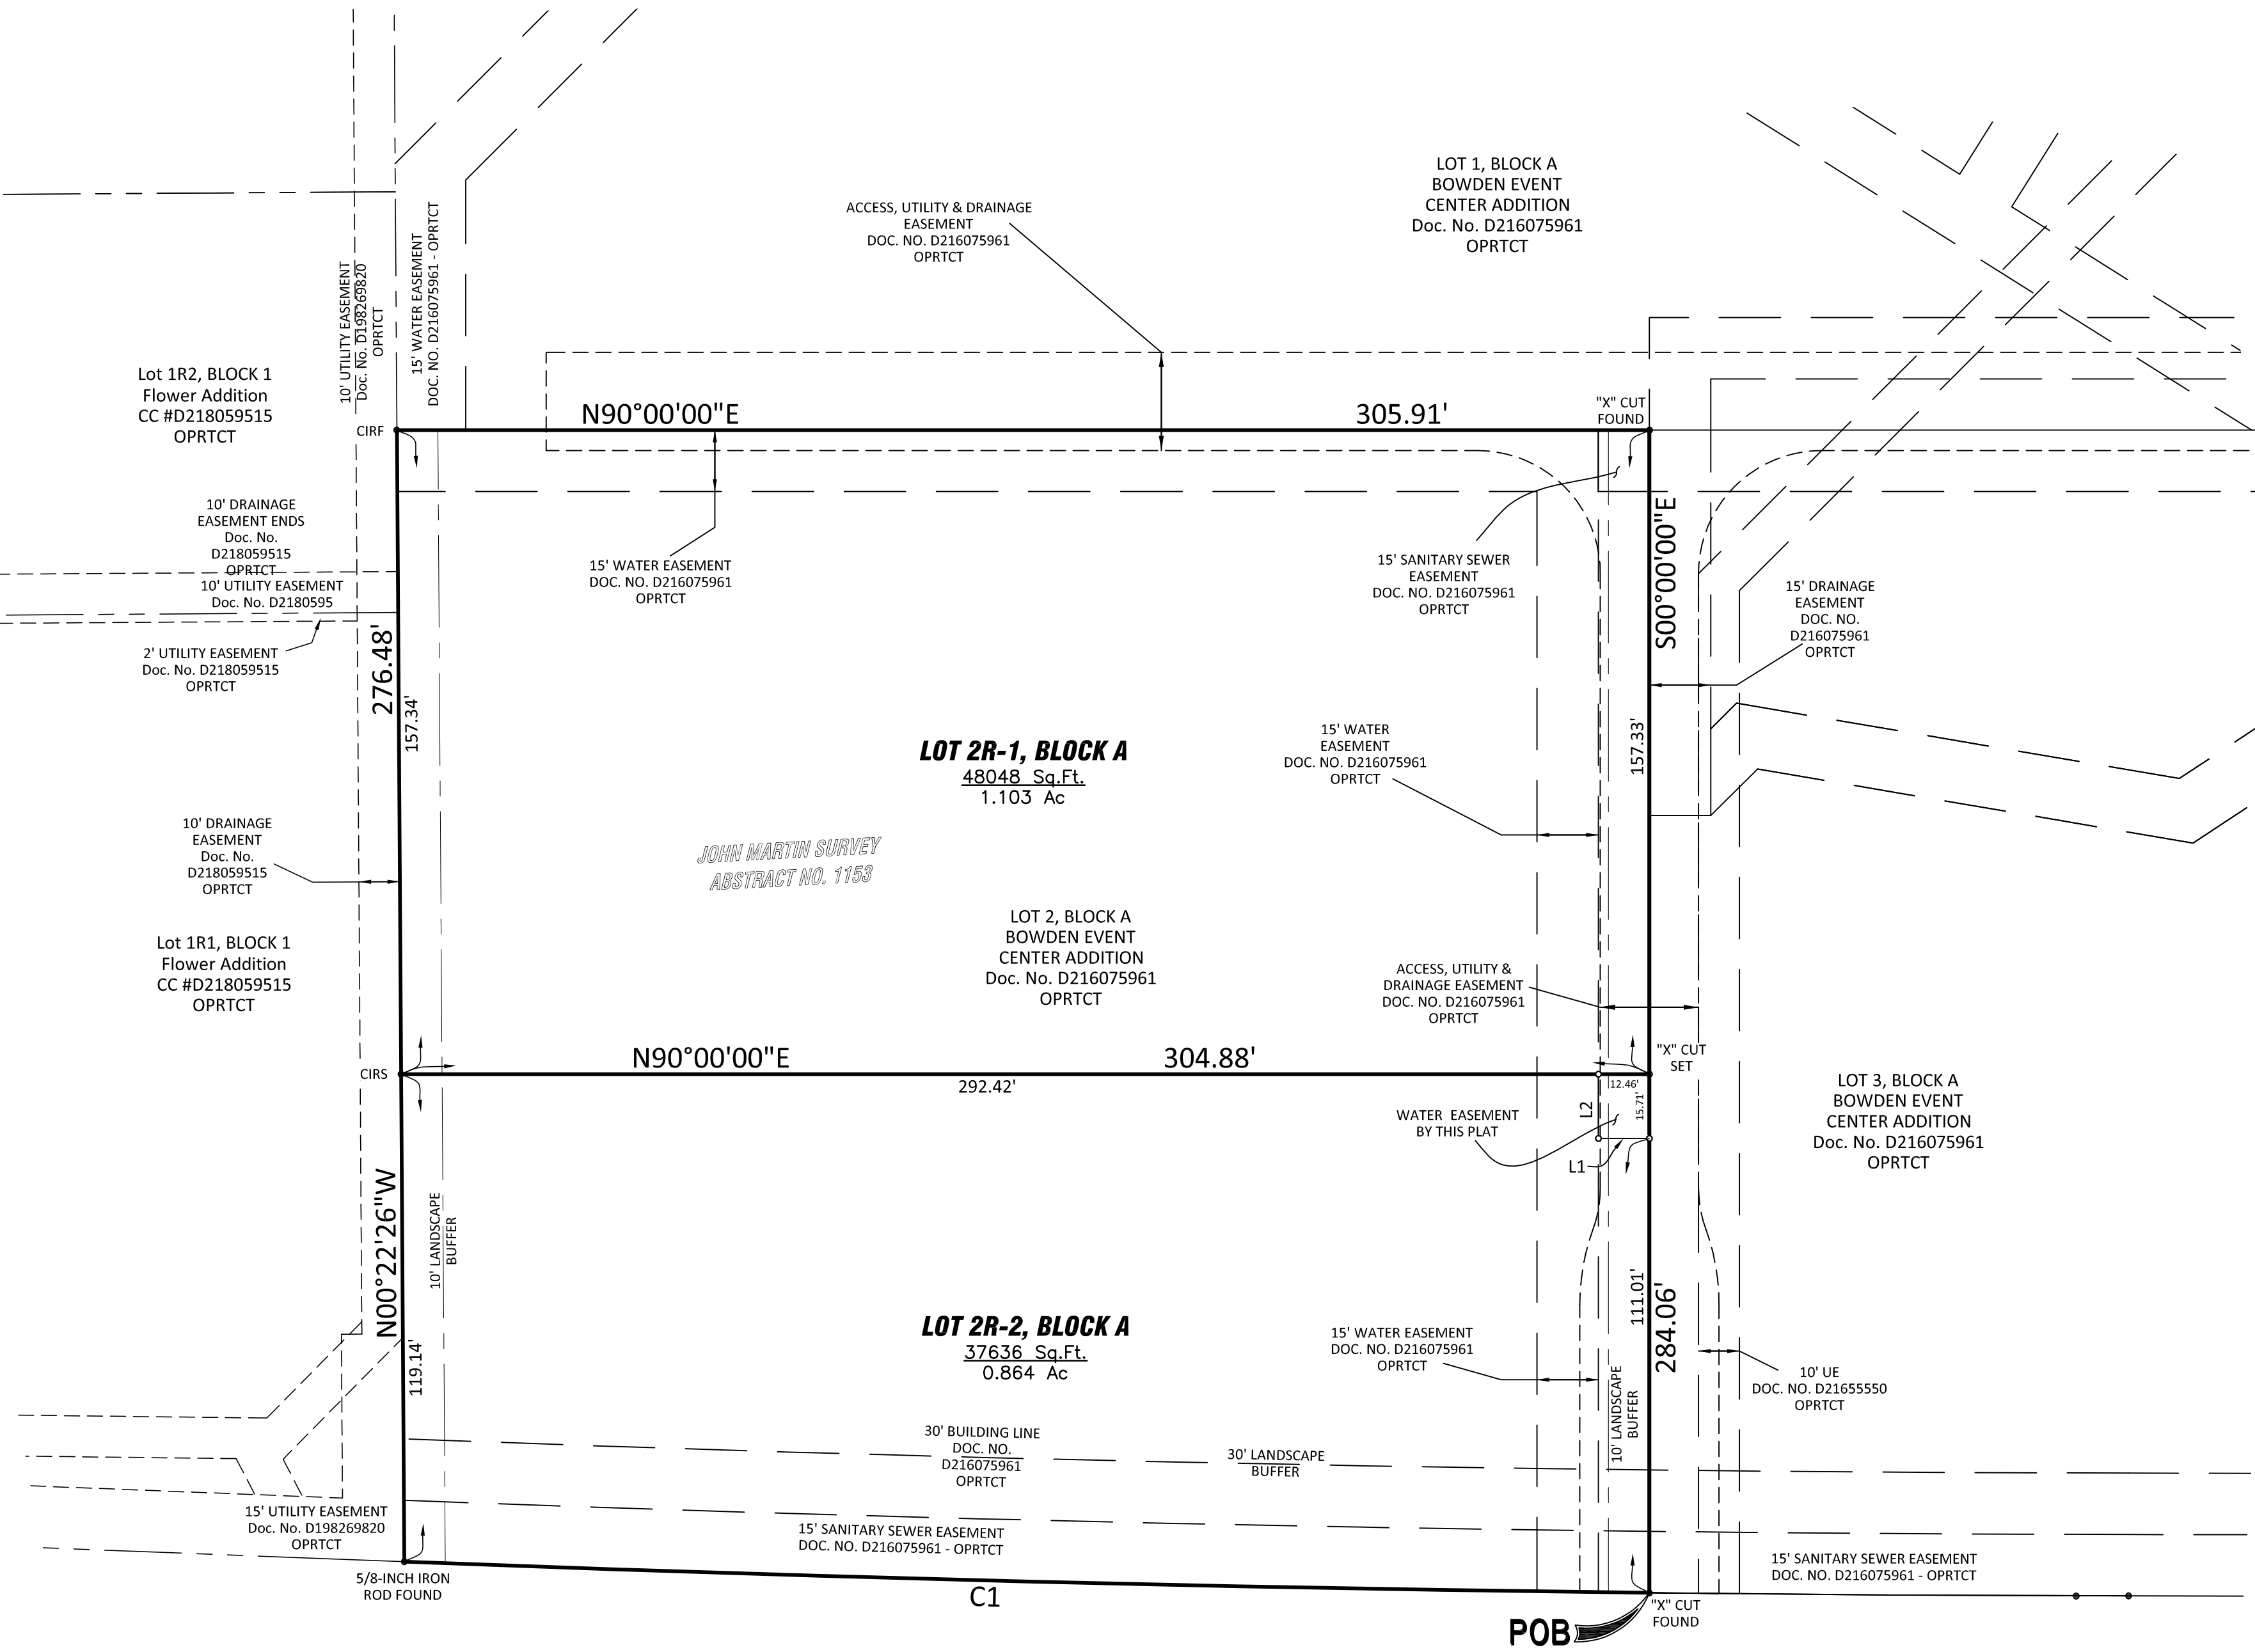 LOT 1, BLOCK A
BOWDEN EVENT
CENTER ADDITION
Doc. No. D216075961
OPRTCT
ACCESS, UTILITY & DRAINAGE
EASEMENT
DOC. NO. D216075961
OPRTCT
10' UTILITY EASEMENT
Doc. No. D198269820
OPRTCT
15' WATER EASEMENT
DOC. NO. D216075961 - OPRTCT
Lot 1R2, BLOCK 1
Flower Addition
CC #D218059515
OPRTCT
CIRF
N90°00'00"E
305.91'
"X" CUT
FOUND
10' DRAINAGE
EASEMENT ENDS
Doc. No.
D218059515
OPRTCT
10' UTILITY EASEMENT
Doc. No. D2180595
2' UTILITY EASEMENT
Doc. No. D218059515
OPRTCT
276.48'
157.34'
15' WATER EASEMENT
DOC. NO. D216075961
OPRTCT
15' SANITARY SEWER
EASEMENT
DOC. NO. D216075961
OPRTCT
S00°00'00"E
15' DRAINAGE
EASEMENT
DOC. NO.
D216075961
OPRTCT
LOT 2R-1, BLOCK A
48048 Sq.Ft.
1.103 Ac
15' WATER
EASEMENT
DOC. NO. D216075961
OPRTCT
157.33'
10' DRAINAGE
EASEMENT
Doc. No.
D218059515
OPRTCT
JOHN MARTIN SURVEY
ABSTRACT NO. 1153
Lot 1R1, BLOCK 1
Flower Addition
CC #D218059515
OPRTCT
LOT 2, BLOCK A
BOWDEN EVENT
CENTER ADDITION
Doc. No. D216075961
OPRTCT
ACCESS, UTILITY &
DRAINAGE EASEMENT
DOC. NO. D216075961
OPRTCT
CIRS
N90°00'00"E
304.88'
292.42'
"X" CUT
SET
12.46'
15.71'
L2
WATER EASEMENT
BY THIS PLAT
L1
LOT 3, BLOCK A
BOWDEN EVENT
CENTER ADDITION
Doc. No. D216075961
OPRTCT
N00°22'26"W
119.14'
10' LANDSCAPE
BUFFER
LOT 2R-2, BLOCK A
37636 Sq.Ft.
0.864 Ac
15' WATER EASEMENT
DOC. NO. D216075961
OPRTCT
111.01'
284.06'
10' LANDSCAPE
BUFFER
10' UE
DOC. NO. D21655550
OPRTCT
30' BUILDING LINE
DOC. NO.
D216075961
OPRTCT
30' LANDSCAPE
BUFFER
15' UTILITY EASEMENT
Doc. No. D198269820
OPRTCT
15' SANITARY SEWER EASEMENT
DOC. NO. D216075961 - OPRTCT
15' SANITARY SEWER EASEMENT
DOC. NO. D216075961 - OPRTCT
5/8-INCH IRON
ROD FOUND
C1
"X" CUT
FOUND
POB